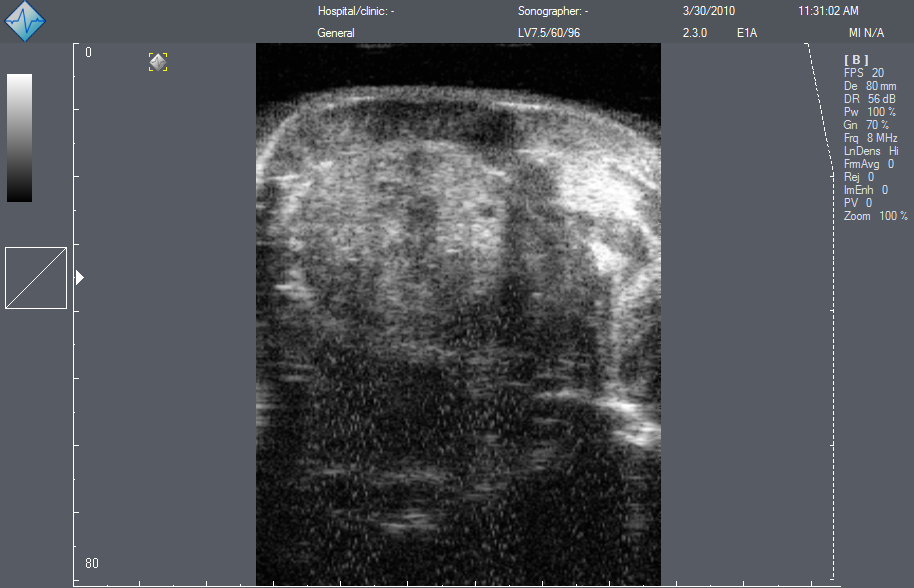 Hospital/clinic: - Sonographer: - 3/30/2010 11:31:02 AM
General LV7.5/60/96 2.3.0 E1A MI N/A
0
[ B ]
FPS 20
De 80 mm
DR 56 dB
Pw 100 %
Gn 70 %
Frq 8 MHz
LnDens Hi
FrmAvg 0
Rej 0
ImEnh 0
PV 0
Zoom 100 %
80